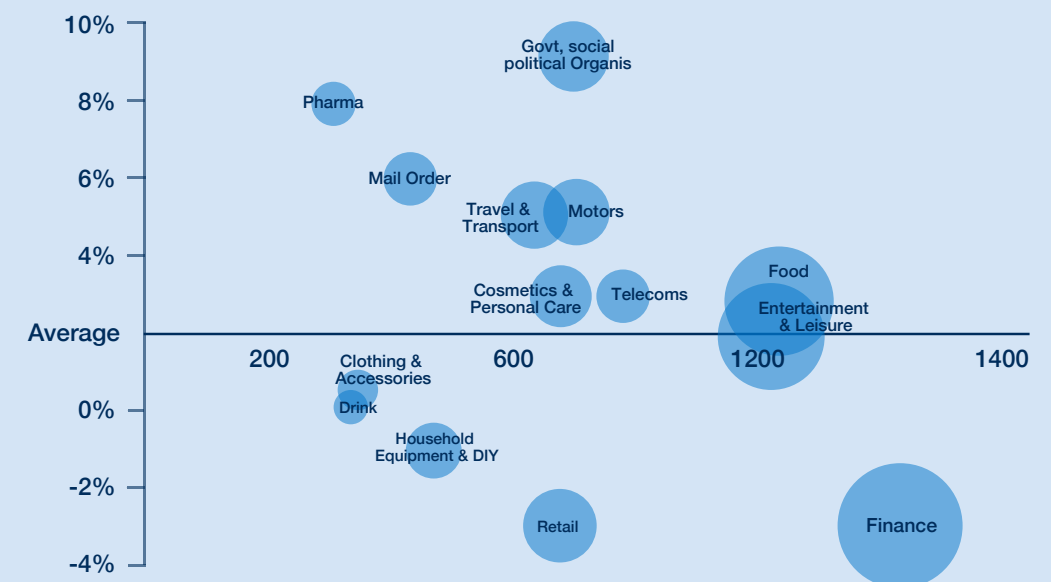 10%
Govt, social
political Organis
8%
Pharma
6%
Mail Order
Travel &
Transport
Motors
4%
Food
Cosmetics &
Personal Care
Telecoms
Entertainment
& Leisure
Average
200
600
1200
1400
Clothing &
Accessories
0%
Drink
Household
Equipment & DIY
-2%
Retail
Finance
-4%